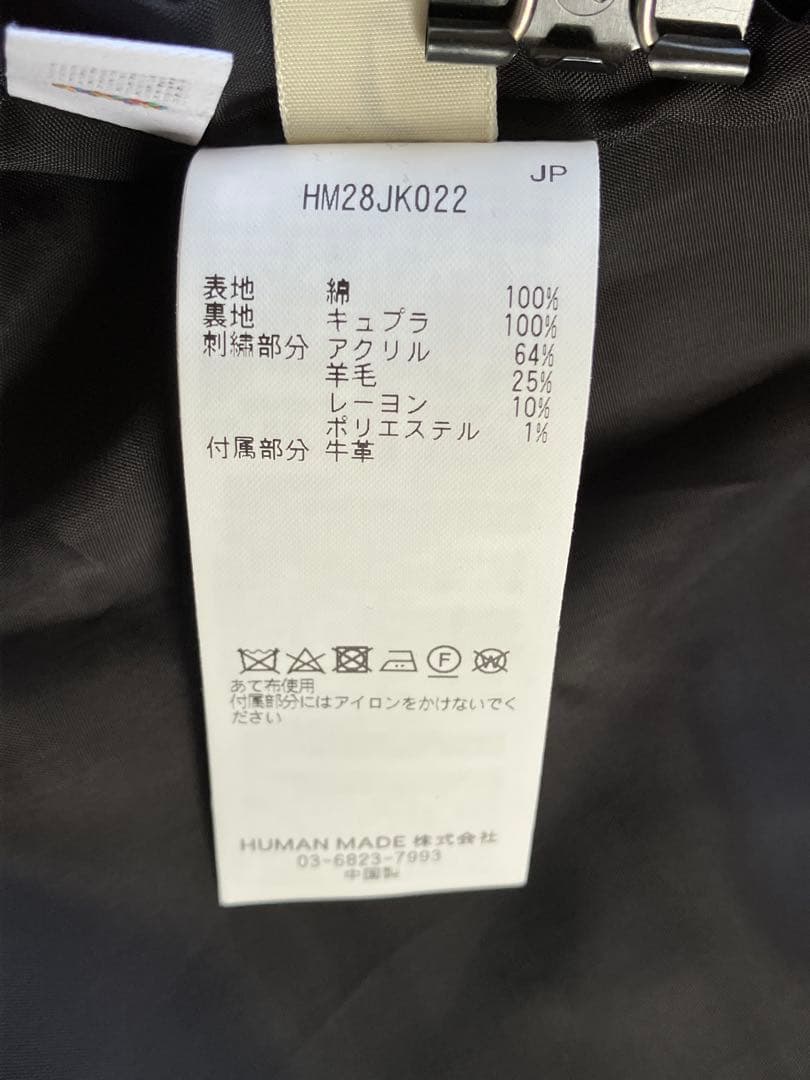 JP
HM28JK022
表地 綿 100%
裏地 キュプラ 100%
刺繍部分 アクリル 64%
羊毛 25%
レーヨン 10%
ポリエステル 1%
付属部分 牛革
F W
あて布使用
付属部分にはアイロンをかけないでく
ださい
HUMAN MADE 株式会社
03-6823-7993
中国製